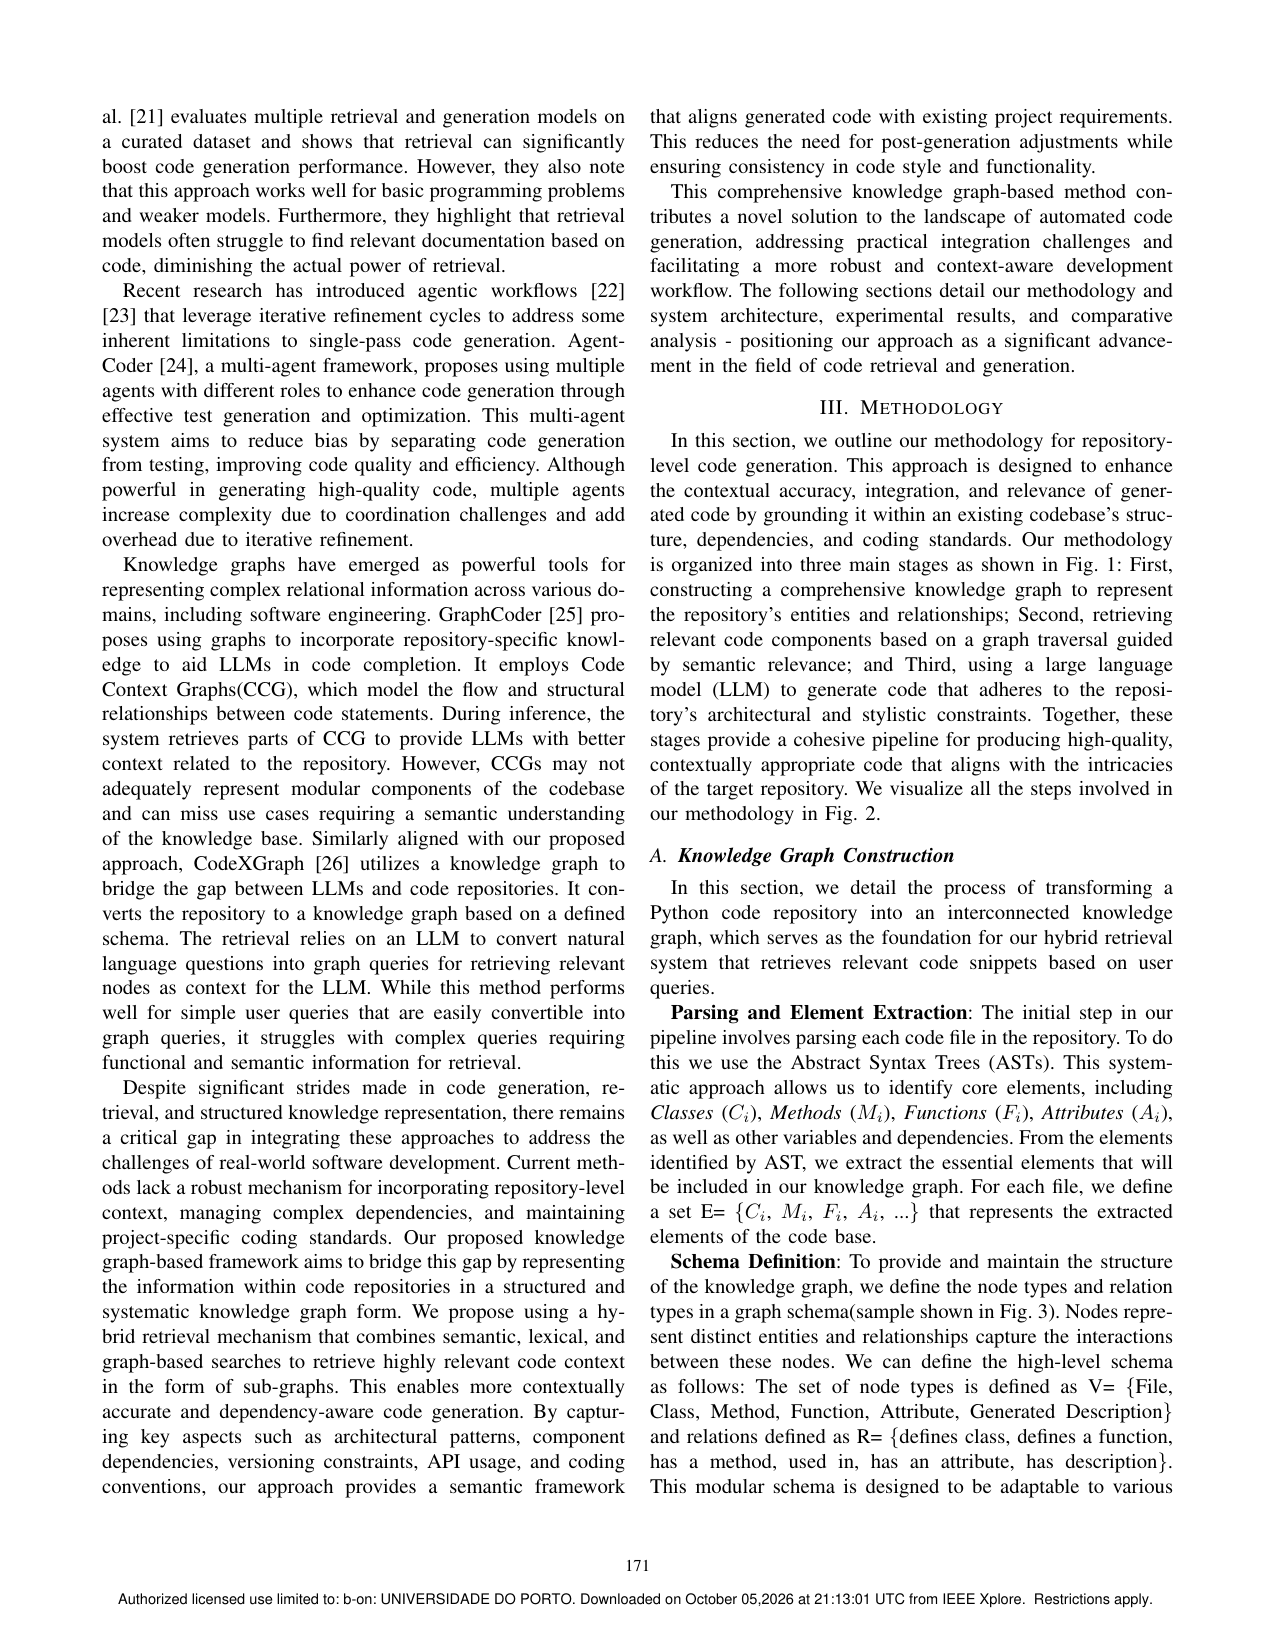 al. [21] evaluates multiple retrieval and generation models on
a curated dataset and shows that retrieval can significantly
boost code generation performance. However, they also note
that this approach works well for basic programming problems
and weaker models. Furthermore, they highlight that retrieval
models often struggle to find relevant documentation based on
code, diminishing the actual power of retrieval.
Recent research has introduced agentic workflows [22]
[23] that leverage iterative refinement cycles to address some
inherent limitations to single-pass code generation. Agent-
Coder [24], a multi-agent framework, proposes using multiple
agents with different roles to enhance code generation through
effective test generation and optimization. This multi-agent
system aims to reduce bias by separating code generation
from testing, improving code quality and efficiency. Although
powerful in generating high-quality code, multiple agents
increase complexity due to coordination challenges and add
overhead due to iterative refinement.
Knowledge graphs have emerged as powerful tools for
representing complex relational information across various do-
mains, including software engineering. GraphCoder [25] pro-
poses using graphs to incorporate repository-specific knowl-
edge to aid LLMs in code completion. It employs Code
Context Graphs(CCG), which model the flow and structural
relationships between code statements. During inference, the
system retrieves parts of CCG to provide LLMs with better
context related to the repository. However, CCGs may not
adequately represent modular components of the codebase
and can miss use cases requiring a semantic understanding
of the knowledge base. Similarly aligned with our proposed
approach, CodeXGraph [26] utilizes a knowledge graph to
bridge the gap between LLMs and code repositories. It con-
verts the repository to a knowledge graph based on a defined
schema. The retrieval relies on an LLM to convert natural
language questions into graph queries for retrieving relevant
nodes as context for the LLM. While this method performs
well for simple user queries that are easily convertible into
graph queries, it struggles with complex queries requiring
functional and semantic information for retrieval.
Despite significant strides made in code generation, re-
trieval, and structured knowledge representation, there remains
a critical gap in integrating these approaches to address the
challenges of real-world software development. Current meth-
ods lack a robust mechanism for incorporating repository-level
context, managing complex dependencies, and maintaining
project-specific coding standards. Our proposed knowledge
graph-based framework aims to bridge this gap by representing
the information within code repositories in a structured and
systematic knowledge graph form. We propose using a hy-
brid retrieval mechanism that combines semantic, lexical, and
graph-based searches to retrieve highly relevant code context
in the form of sub-graphs. This enables more contextually
accurate and dependency-aware code generation. By captur-
ing key aspects such as architectural patterns, component
dependencies, versioning constraints, API usage, and coding
conventions, our approach provides a semantic framework
that aligns generated code with existing project requirements.
This reduces the need for post-generation adjustments while
ensuring consistency in code style and functionality.
This comprehensive knowledge graph-based method con-
tributes a novel solution to the landscape of automated code
generation, addressing practical integration challenges and
facilitating a more robust and context-aware development
workflow. The following sections detail our methodology and
system architecture, experimental results, and comparative
analysis - positioning our approach as a significant advance-
ment in the field of code retrieval and generation.
III. METHODOLOGY
In this section, we outline our methodology for repository-
level code generation. This approach is designed to enhance
the contextual accuracy, integration, and relevance of gener-
ated code by grounding it within an existing codebase's struc-
ture, dependencies, and coding standards. Our methodology
is organized into three main stages as shown in Fig. 1: First,
constructing a comprehensive knowledge graph to represent
the repository's entities and relationships; Second, retrieving
relevant code components based on a graph traversal guided
by semantic relevance; and Third, using a large language
model (LLM) to generate code that adheres to the reposi-
tory's architectural and stylistic constraints. Together, these
stages provide a cohesive pipeline for producing high-quality,
contextually appropriate code that aligns with the intricacies
of the target repository. We visualize all the steps involved in
our methodology in Fig. 2.
A. Knowledge Graph Construction
In this section, we detail the process of transforming a
Python code repository into an interconnected knowledge
graph, which serves as the foundation for our hybrid retrieval
system that retrieves relevant code snippets based on user
queries.
Parsing and Element Extraction: The initial step in our
pipeline involves parsing each code file in the repository. To do
this we use the Abstract Syntax Trees (ASTs). This system-
atic approach allows us to identify core elements, including
Classes (Cᵢ), Methods (Mᵢ), Functions (Fᵢ), Attributes (Aᵢ),
as well as other variables and dependencies. From the elements
identified by AST, we extract the essential elements that will
be included in our knowledge graph. For each file, we define
a set E= {Cᵢ, Mᵢ, Fᵢ, Aᵢ, ...} that represents the extracted
elements of the code base.
Schema Definition: To provide and maintain the structure
of the knowledge graph, we define the node types and relation
types in a graph schema(sample shown in Fig. 3). Nodes repre-
sent distinct entities and relationships capture the interactions
between these nodes. We can define the high-level schema
as follows: The set of node types is defined as V= {File,
Class, Method, Function, Attribute, Generated Description}
and relations defined as R= {defines class, defines a function,
has a method, used in, has an attribute, has description}.
This modular schema is designed to be adaptable to various
171
Authorized licensed use limited to: b-on: UNIVERSIDADE DO PORTO. Downloaded on October 05,2026 at 21:13:01 UTC from IEEE Xplore. Restrictions apply.